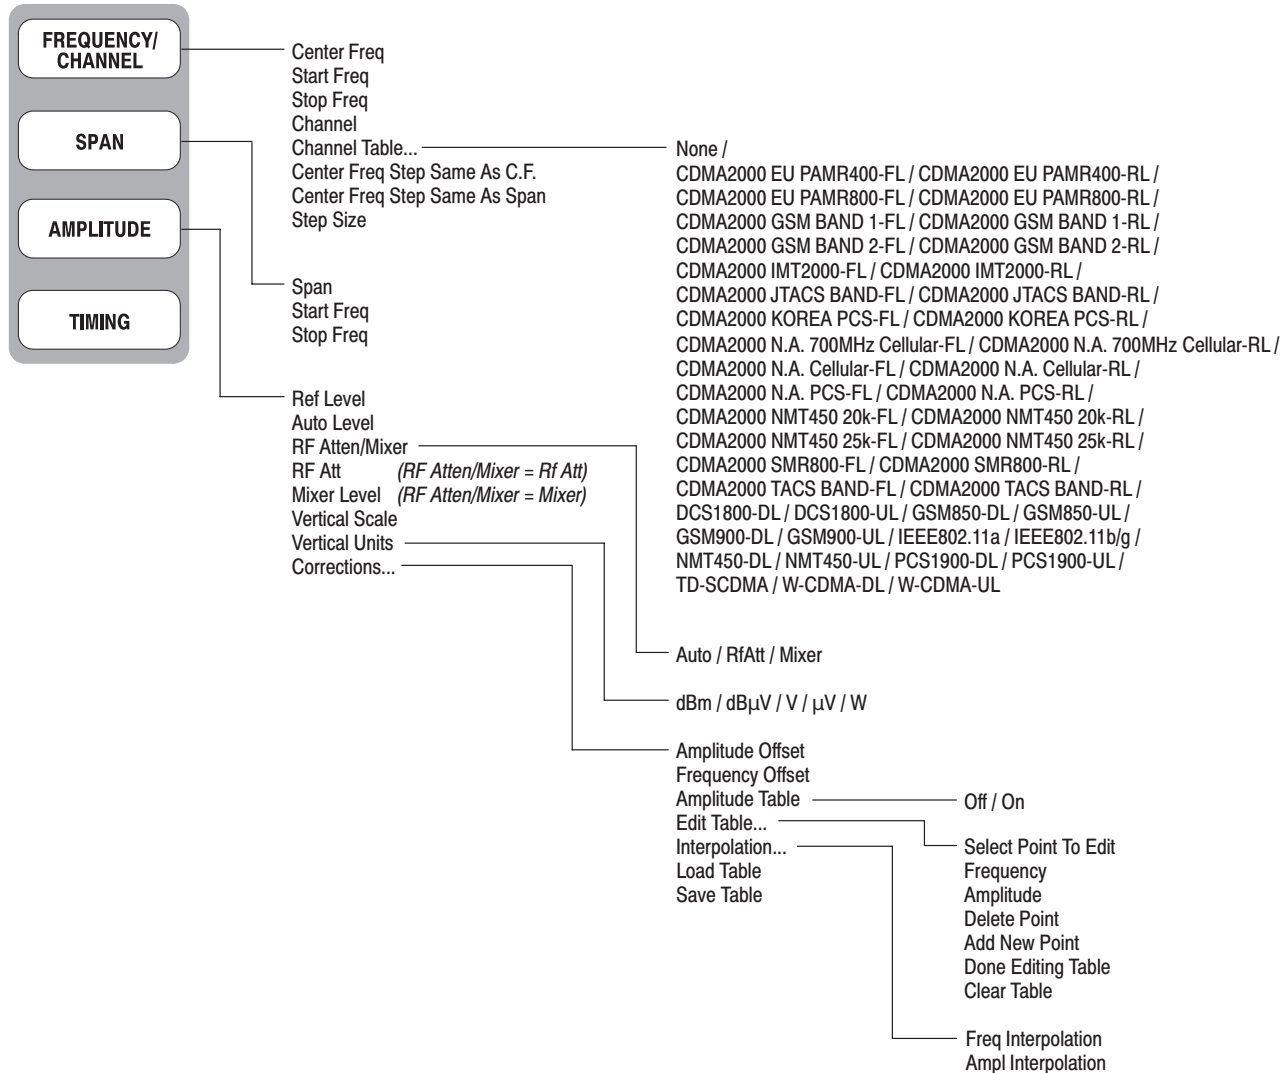 FREQUENCY/
CHANNEL
SPAN
AMPLITUDE
TIMING
Center Freq
Start Freq
Stop Freq
Channel
Channel Table...
Center Freq Step Same As C.F.
Center Freq Step Same As Span
Step Size
None /
CDMA2000 EU PAMR400-FL / CDMA2000 EU PAMR400-RL /
CDMA2000 EU PAMR800-FL / CDMA2000 EU PAMR800-RL /
CDMA2000 GSM BAND 1-FL / CDMA2000 GSM BAND 1-RL /
CDMA2000 GSM BAND 2-FL / CDMA2000 GSM BAND 2-RL /
CDMA2000 IMT2000-FL / CDMA2000 IMT2000-RL /
CDMA2000 JTACS BAND-FL / CDMA2000 JTACS BAND-RL /
CDMA2000 KOREA PCS-FL / CDMA2000 KOREA PCS-RL /
CDMA2000 N.A. 700MHz Cellular-FL / CDMA2000 N.A. 700MHz Cellular-RL /
CDMA2000 N.A. Cellular-FL / CDMA2000 N.A. Cellular-RL /
CDMA2000 N.A. PCS-FL / CDMA2000 N.A. PCS-RL /
CDMA2000 NMT450 20k-FL / CDMA2000 NMT450 20k-RL /
CDMA2000 NMT450 25k-FL / CDMA2000 NMT450 25k-RL /
CDMA2000 SMR800-FL / CDMA2000 SMR800-RL /
CDMA2000 TACS BAND-FL / CDMA2000 TACS BAND-RL /
DCS1800-DL / DCS1800-UL / GSM850-DL / GSM850-UL /
GSM900-DL / GSM900-UL / IEEE802.11a / IEEE802.11b/g /
NMT450-DL / NMT450-UL / PCS1900-DL / PCS1900-UL /
TD-SCDMA / W-CDMA-DL / W-CDMA-UL
Span
Start Freq
Stop Freq
Ref Level
Auto Level
RF Atten/Mixer
RF Att (RF Atten/Mixer = Rf Att)
Mixer Level (RF Atten/Mixer = Mixer)
Vertical Scale
Vertical Units
Corrections...
Auto / RfAtt / Mixer
dBm / dBµV / V / µV / W
Amplitude Offset
Frequency Offset
Amplitude Table
Edit Table...
Interpolation...
Load Table
Save Table
Off / On
Select Point To Edit
Frequency
Amplitude
Delete Point
Add New Point
Done Editing Table
Clear Table
Freq Interpolation
Ampl Interpolation